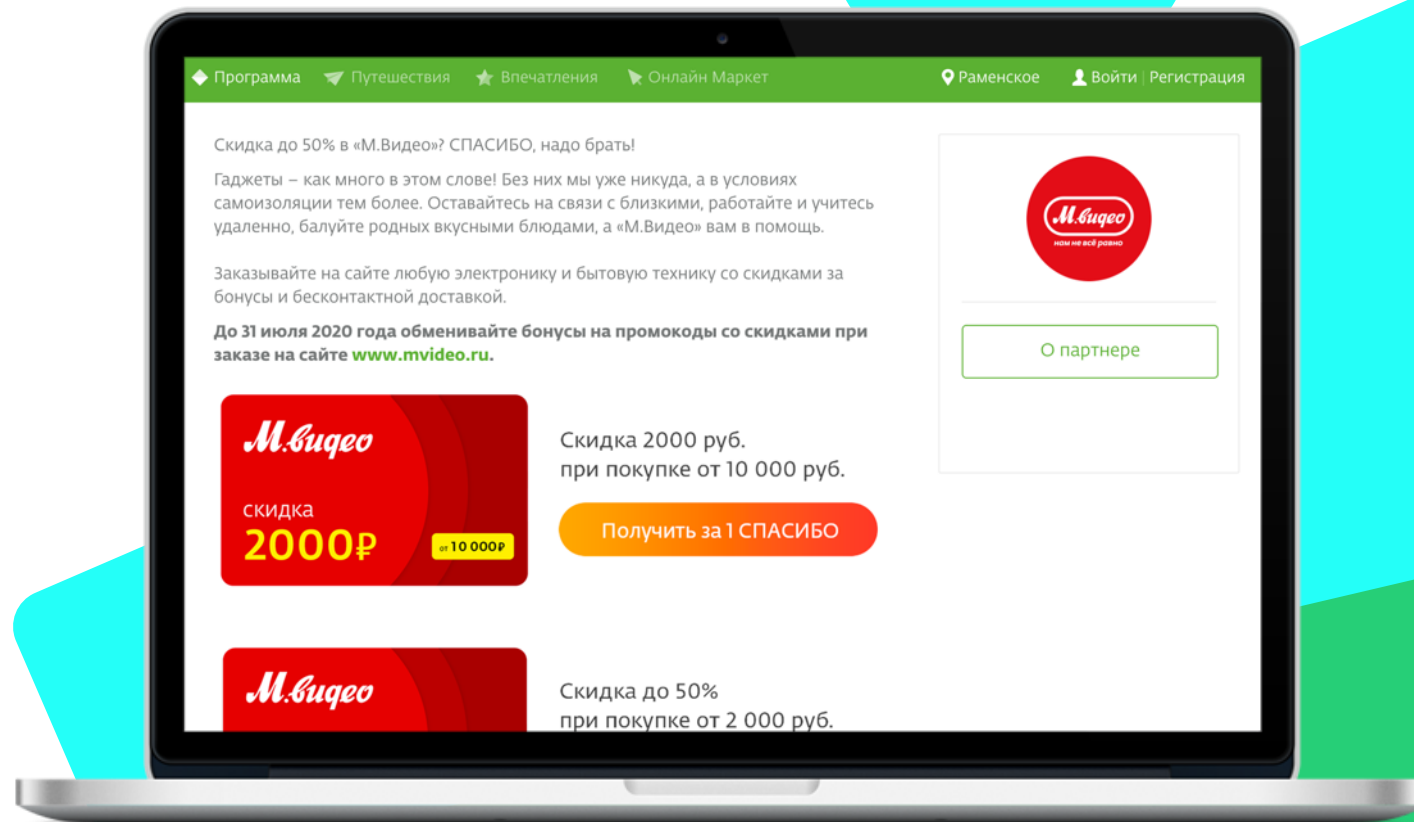 Программа Путешествия Впечатления Онлайн Маркет Раменское Войти | Регистрация
Скидка до 50% в «М.Видео»? СПАСИБО, надо брать!
Гаджеты – как много в этом слове! Без них мы уже никуда, а в условиях
самоизоляции тем более. Оставайтесь на связи с близкими, работайте и учитесь
удаленно, балуйте родных вкусными блюдами, а «М.Видео» вам в помощь.
Заказывайте на сайте любую электронику и бытовую технику со скидками за
бонусы и бесконтактной доставкой.
До 31 июля 2020 года обменивайте бонусы на промокоды со скидками при
заказе на сайте www.mvideo.ru.
М.видео
нам не всё равно
О партнере
М.видео
скидка
2000₽
от 10 000₽
Скидка 2000 руб.
при покупке от 10 000 руб.
Получить за 1 СПАСИБО
М.видео
Скидка до 50%
при покупке от 2 000 руб.